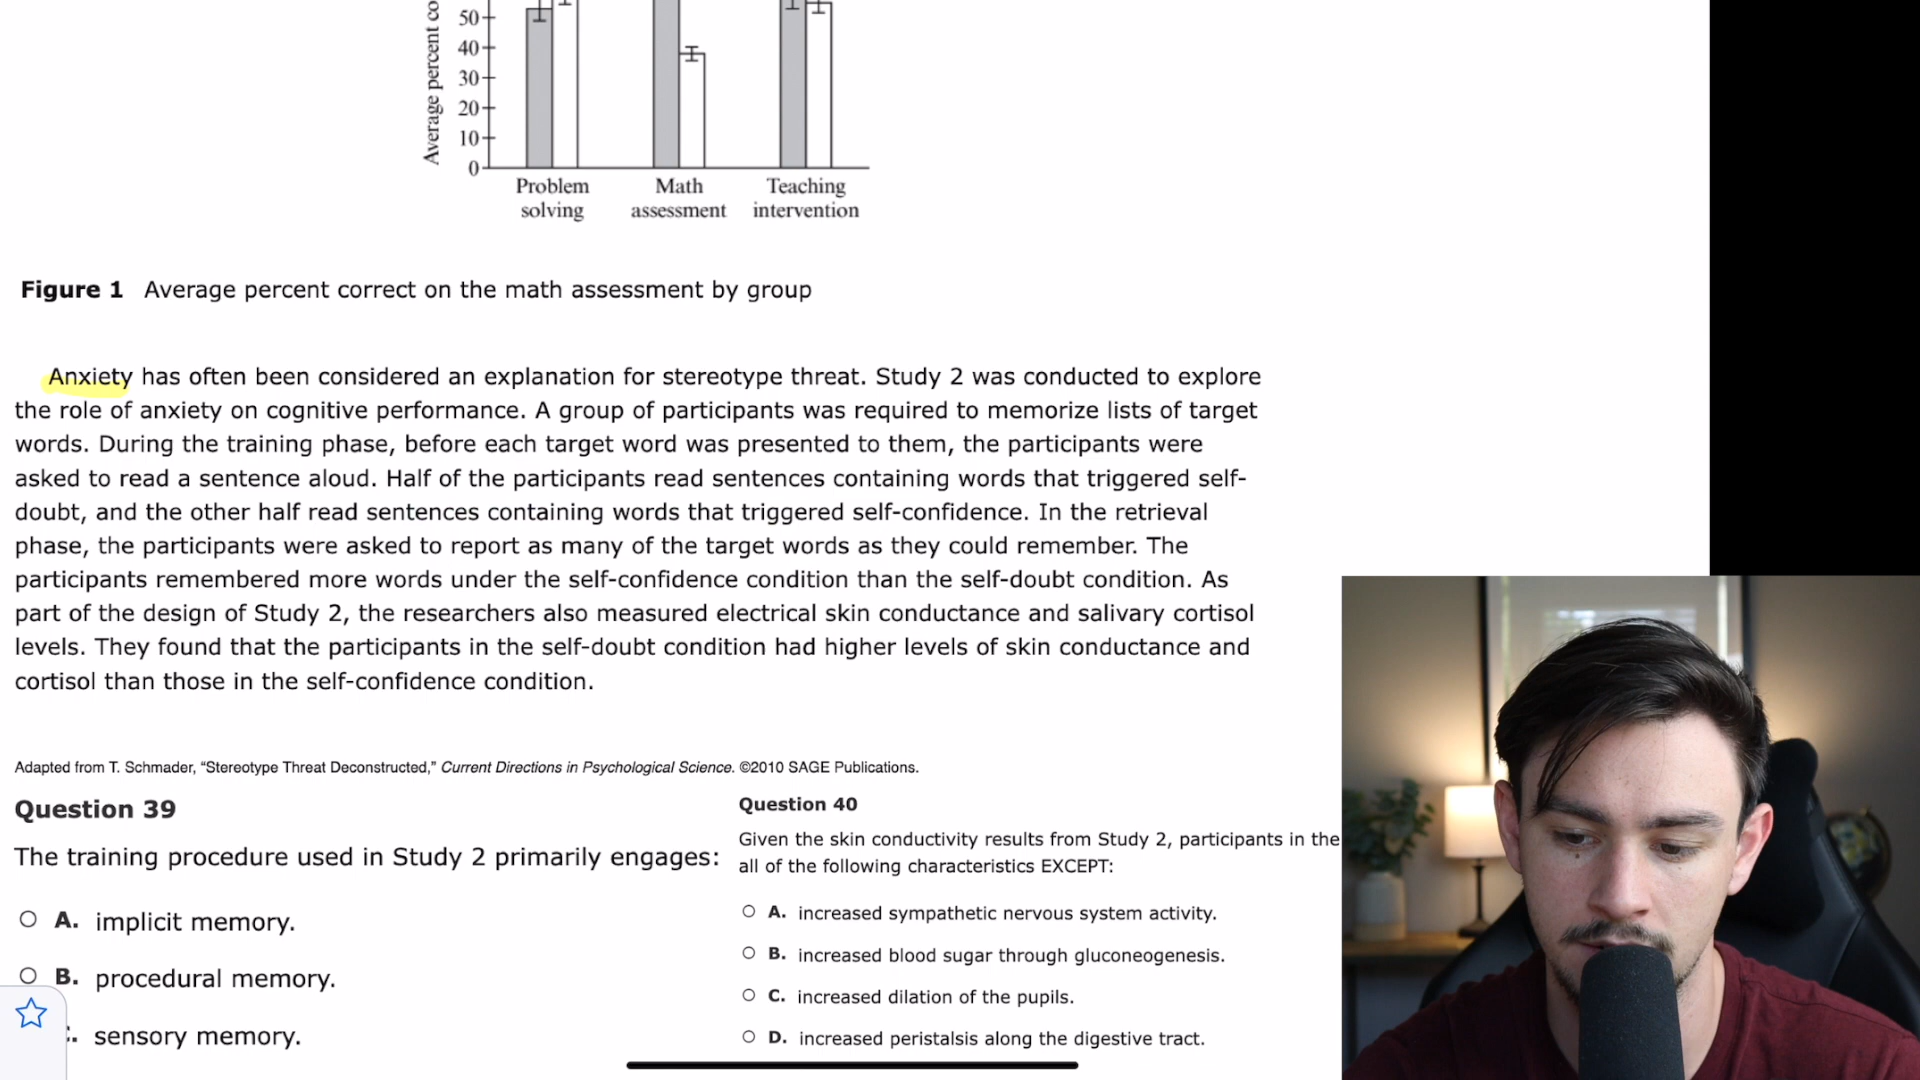 Average percent co
50
40
30
20
10
0
Problem solving
Math assessment
Teaching intervention
Figure 1 Average percent correct on the math assessment by group
Anxiety has often been considered an explanation for stereotype threat. Study 2 was conducted to explore
the role of anxiety on cognitive performance. A group of participants was required to memorize lists of target
words. During the training phase, before each target word was presented to them, the participants were
asked to read a sentence aloud. Half of the participants read sentences containing words that triggered self-
doubt, and the other half read sentences containing words that triggered self-confidence. In the retrieval
phase, the participants were asked to report as many of the target words as they could remember. The
participants remembered more words under the self-confidence condition than the self-doubt condition. As
part of the design of Study 2, the researchers also measured electrical skin conductance and salivary cortisol
levels. They found that the participants in the self-doubt condition had higher levels of skin conductance and
cortisol than those in the self-confidence condition.
Adapted from T. Schmader, “Stereotype Threat Deconstructed,” Current Directions in Psychological Science. ©2010 SAGE Publications.
Question 39
The training procedure used in Study 2 primarily engages:
A. implicit memory.
B. procedural memory.
sensory memory.
Question 40
Given the skin conductivity results from Study 2, participants in the
all of the following characteristics EXCEPT:
A. increased sympathetic nervous system activity.
B. increased blood sugar through gluconeogenesis.
C. increased dilation of the pupils.
D. increased peristalsis along the digestive tract.